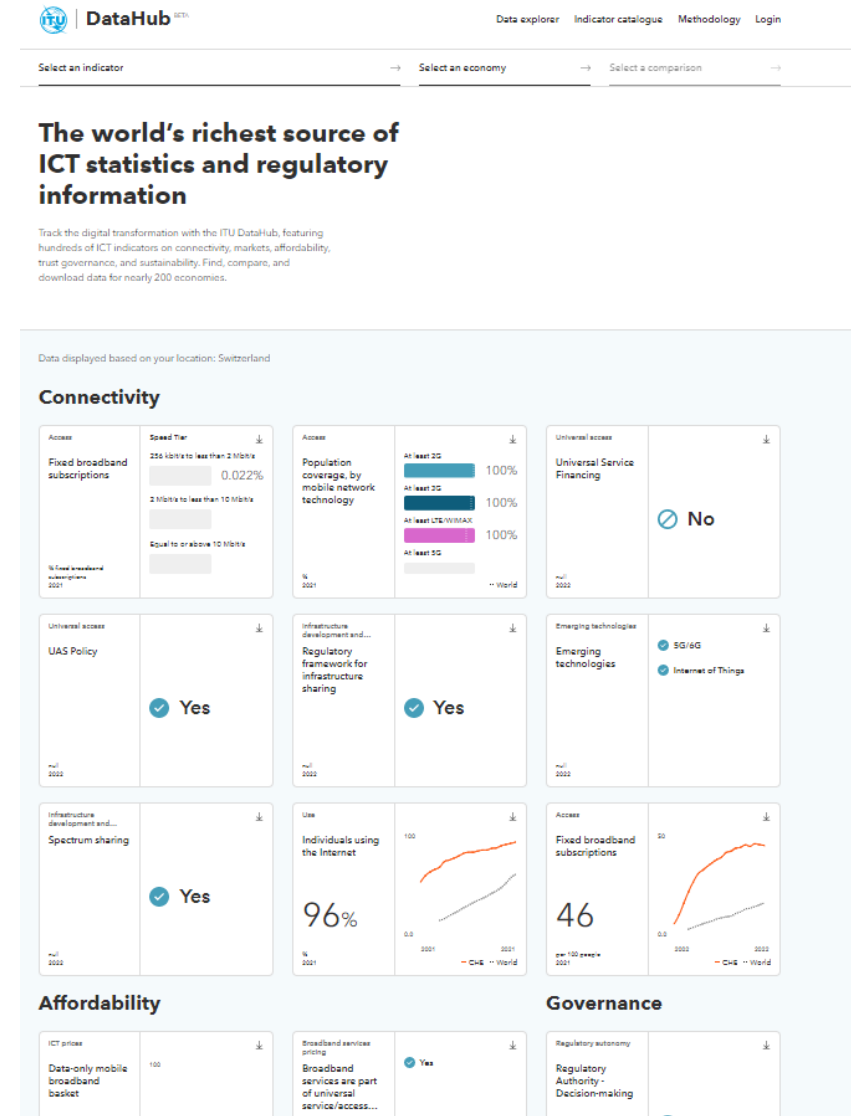 ITU
DataHub BETA
Data explorer Indicator catalogue Methodology Login
Select an indicator
Select an economy
Select a comparison
The world's richest source of
ICT statistics and regulatory
information
Track the digital transformation with the ITU DataHub, featuring
hundreds of ICT indicators on connectivity, markets, affordability,
trust governance, and sustainability. Find, compare, and
download data for nearly 200 economies.
Data displayed based on your location: Switzerland
Connectivity
Access
Fixed broadband
subscriptions
% fixed broadband
subscriptions
2021
Speed Tier
256 kbit/s to less than 2 Mbit/s
0.022%
2 Mbit/s to less than 10 Mbit/s
Equal to or above 10 Mbit/s
Access
Population
coverage, by
mobile network
technology
%
2021
At least 2G
100%
At least 3G
100%
At least LTE/WiMAX
100%
At least 5G
World
Universal access
Universal Service
Financing
null
2022
No
Universal access
UAS Policy
null
2022
Yes
Infrastructure
development and...
Regulatory
framework for
infrastructure
sharing
null
2022
Yes
Emerging technologies
Emerging
technologies
null
2022
5G/6G
Internet of Things
Infrastructure
development and...
Spectrum sharing
null
2022
Yes
Use
Individuals using
the Internet
96%
%
2021
100
0.0
2001 2021
CHE World
Access
Fixed broadband
subscriptions
46
per 100 people
2021
50
0.0
2002 2022
CHE World
Affordability
ICT prices
Data-only mobile
broadband
basket
100
Broadband services
pricing
Broadband
services are part
of universal
service/access...
Yes
Governance
Regulatory autonomy
Regulatory
Authority -
Decision-making